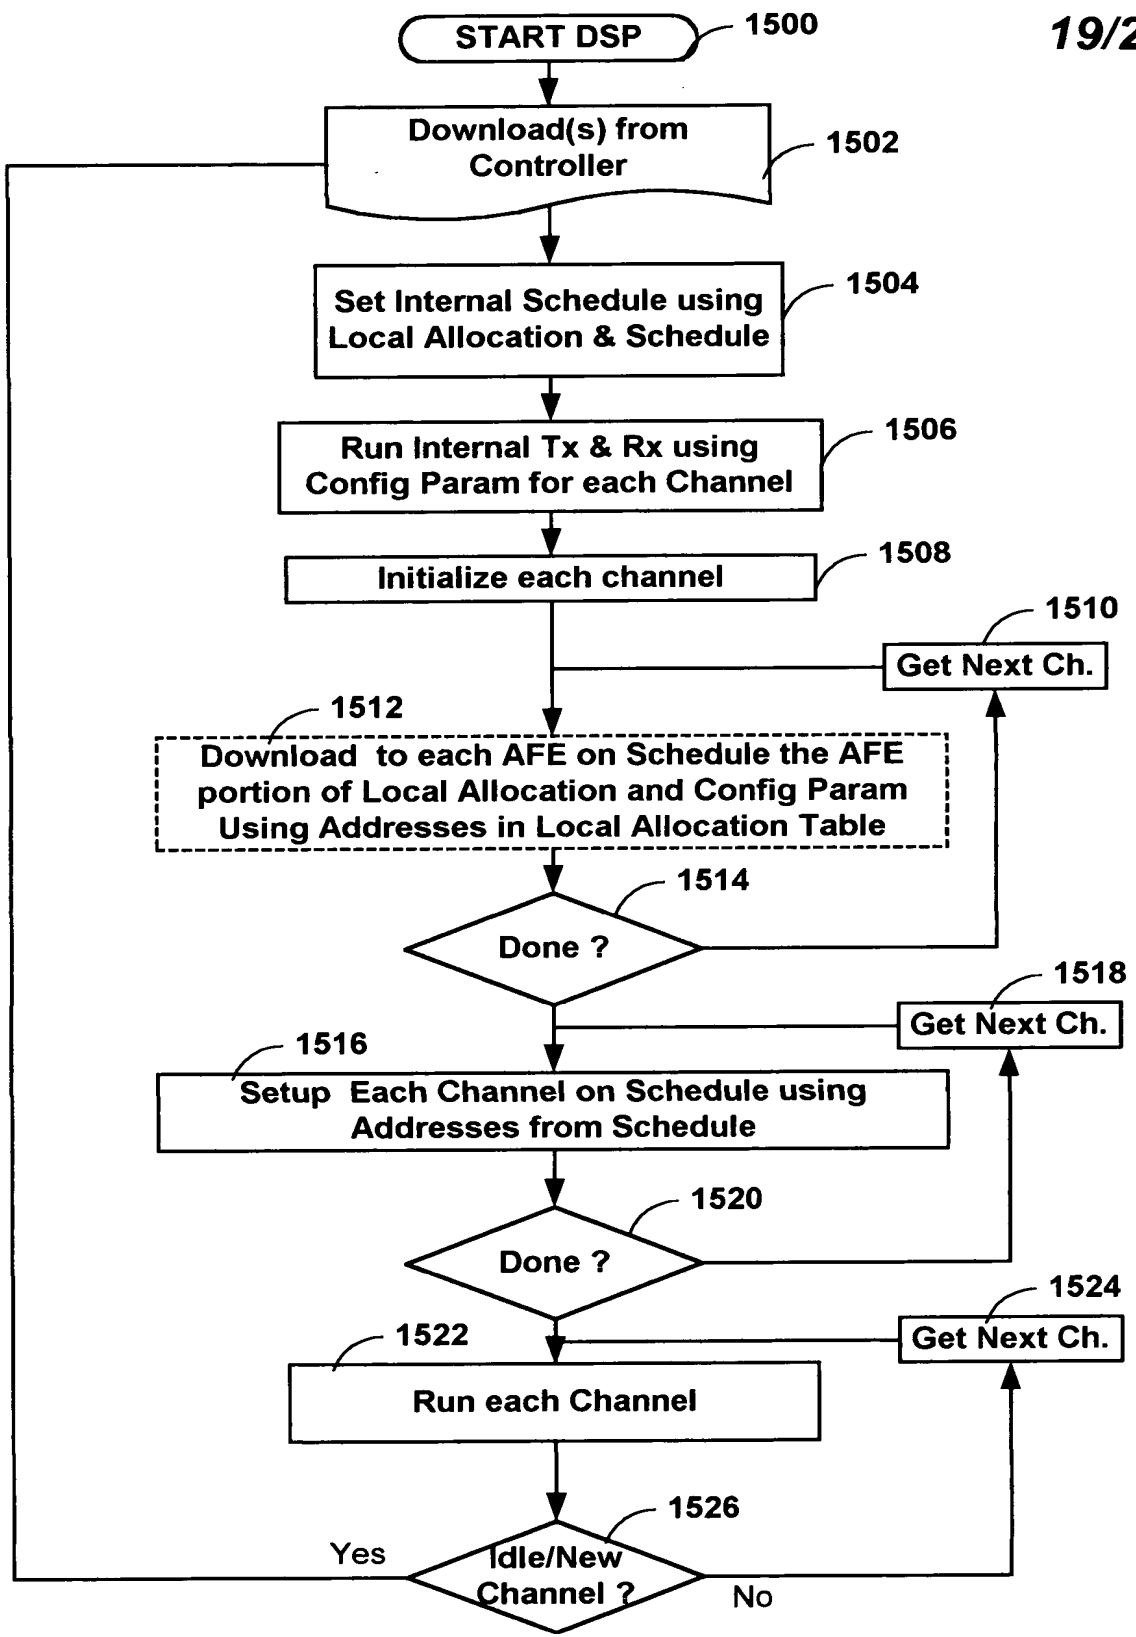 START DSP
1500
19/2
Download(s) from
Controller
1502
Set Internal Schedule using
Local Allocation & Schedule
1504
Run Internal Tx & Rx using
Config Param for each Channel
1506
Initialize each channel
1508
1510
Get Next Ch.
1512
Download to each AFE on Schedule the AFE
portion of Local Allocation and Config Param
Using Addresses in Local Allocation Table
1514
Done ?
1518
Get Next Ch.
1516
Setup Each Channel on Schedule using
Addresses from Schedule
1520
Done ?
1524
Get Next Ch.
1522
Run each Channel
1526
Idle/New
Channel ?
Yes
No